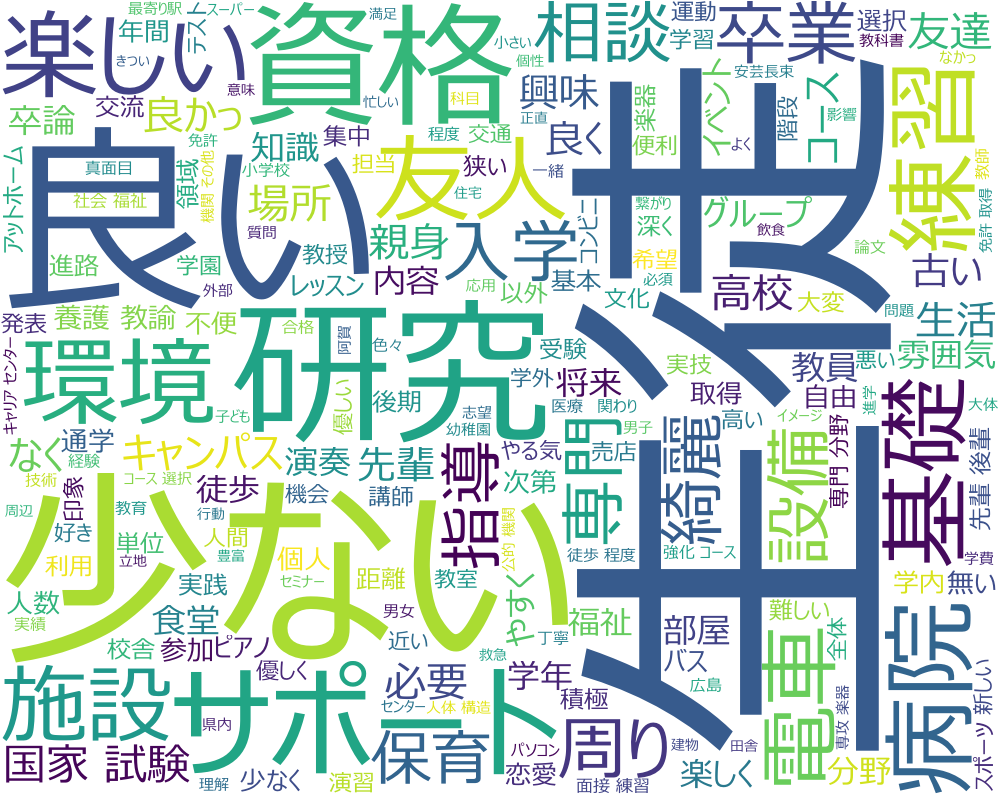 最寄り駅
スーパー
満足
楽しい
きつい
年間
テスト
交流
意味
資格
小さい
個性
忙しい
科目
相談
運動
学習
卒業
選択
教科書
友達
なかっ
安芸長束
卒論
良かっ
免許
真面目
アットホーム
社会 福祉
領域
機関 その他
知識
小学校
集中
程度
担当
交通
狭い
正直
興味
良く
一緒
楽器
便利
イベント
階段
よく
コース
影響
練習
教師
免許 取得
論文
良い
場所
質問
友人
住宅
親身
入学
コンビニ
繋がり
深く
グループ
飲食
古い
進路
学園
外部
教授
レッスン
内容
応用
以外
基本
希望
文化
必須
高校
大変
問題
生活
発表
養護 教諭
不便
合格
阿賀
色々
受験
実技
教員
悪い
雰囲気
環境
研究
学生
キャリア センター
子ども
優しい
後期
学外
志望
幼稚園
医療
関わり
将来
男子
取得
高い
自由
イメージ
進学
大体
なく
通学
経験
キャンパス
演奏
先輩
やる気
売店
専門 分野
基礎
先輩 後輩
技術
コース 選択
印象
徒歩
機会
講師
指導
次第
専門
綺麗
設備
周辺
好き
教育
行動
人間
豊富
個人
セミナー
公的 機関
徒歩 程度
強化 コース
学費
少ない
利用
単位
立地
距離
教室
学内
無い
人数
実践
男女
やすく
難しい
実績
食堂
近い
丁寧
福祉
部屋
全体
病院
校舎
参加
ピアノ
優しく
救急
バス
電車
施設
サポート
必要
学年
積極
広島
専攻 楽器
スポーツ
新しい
県内
センター
人体 構造
周り
建物
田舎
国家 試験
理解
少なく
演習
保育
パソコン
恋愛
面接 練習
楽しく
分野